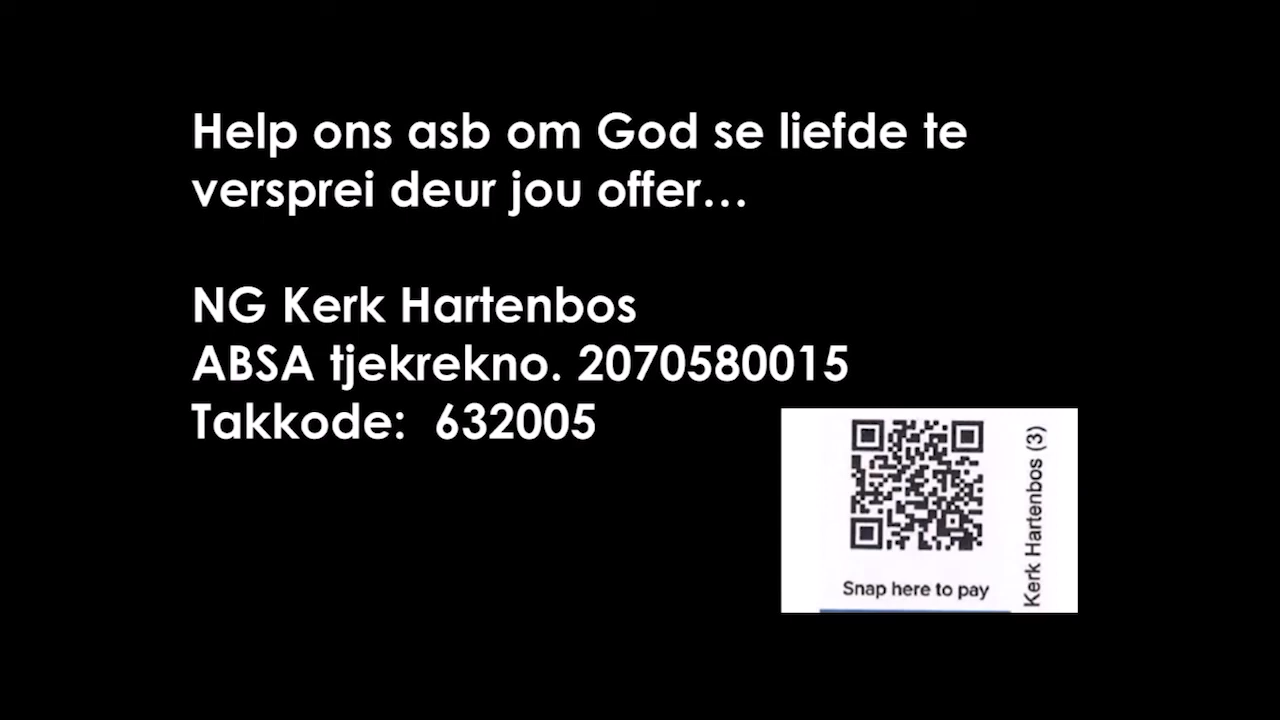 Help ons asb om God se liefde te
versprei deur jou offer...
NG Kerk Hartenbos
ABSA tjekrekno. 2070580015
Takkode:  632005
Snap here to pay
Kerk Hartenbos (3)